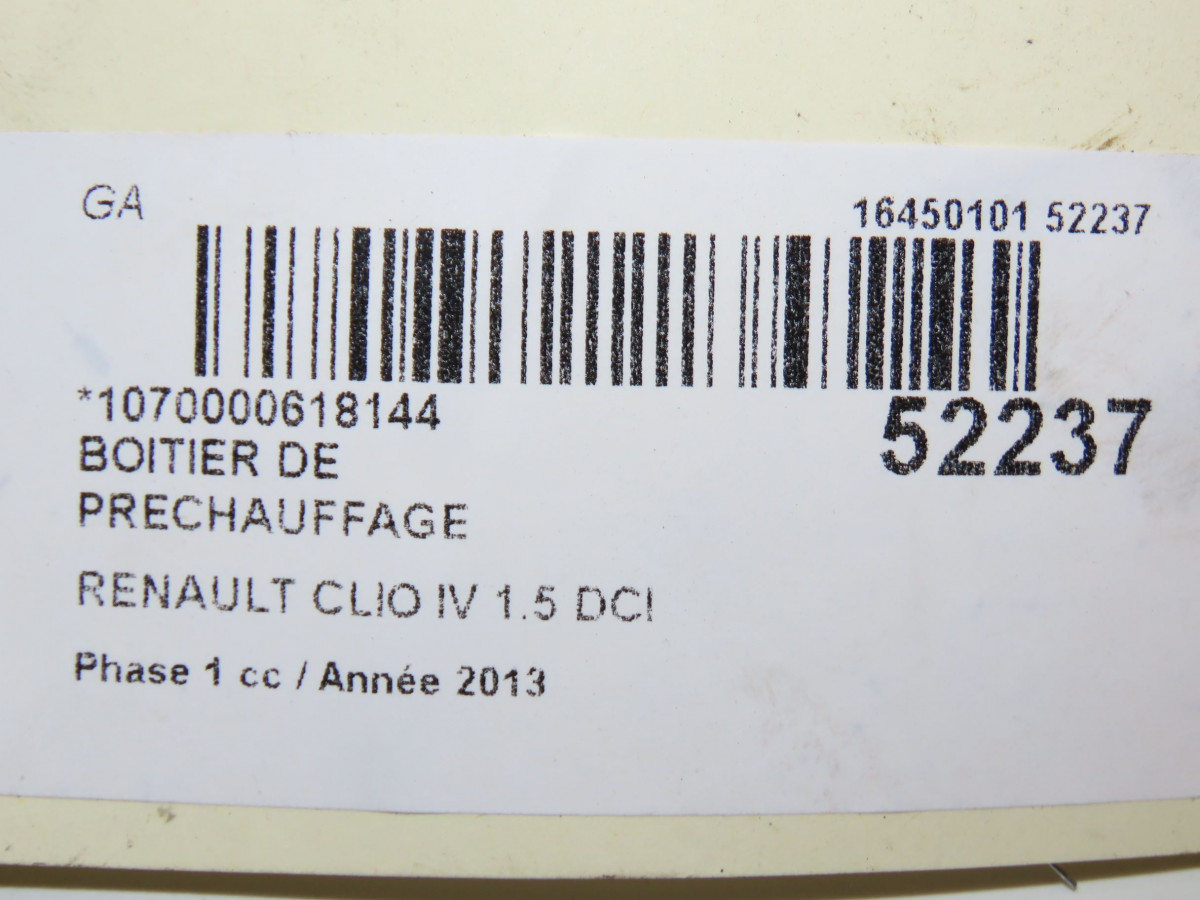 GA
16450101 52237
*1070000618144
52237
BOITIER DE
PRECHAUFFAGE
RENAULT CLIO IV 1.5 DCI
Phase 1 cc / Année 2013